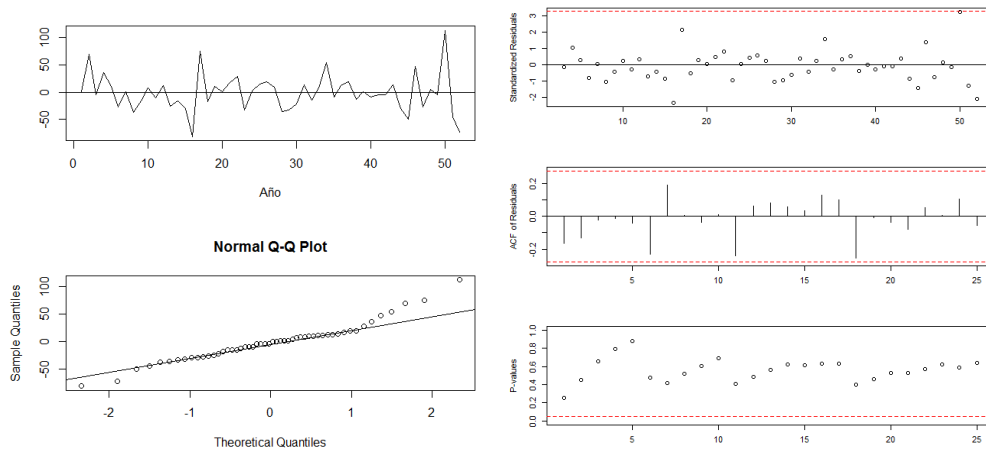 -50 0 50 100
0 10 20 30 40 50
Año
Normal Q-Q Plot
Sample Quantiles
-50 0 50 100
-2 -1 0 1 2
Theoretical Quantiles
Standardized Residuals
-2 0 1 3
10 20 30 40 50
ACF of Residuals
-0.2 0.0 0.2
5 10 15 20 25
P-values
0.0 0.2 0.4 0.6 0.8 1.0
5 10 15 20 25